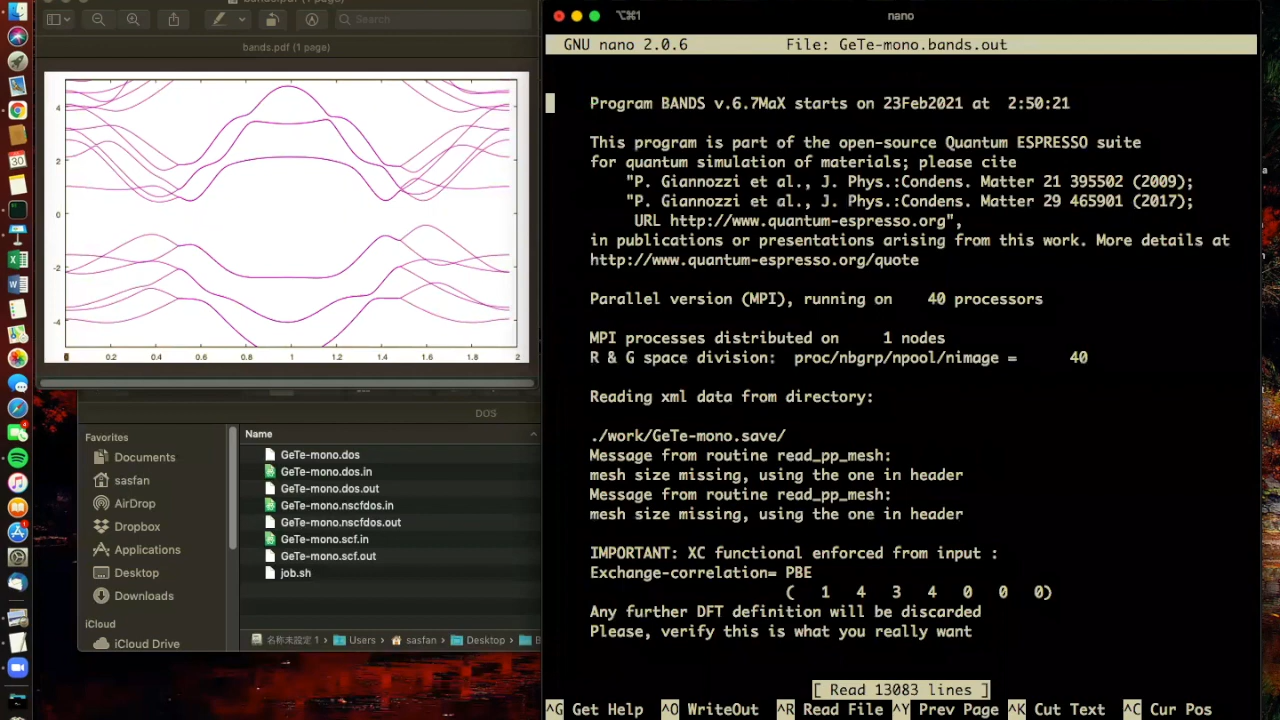 Search
bands.pdf (1 page)
4
2
0
-2
-4
0
0.2
0.4
0.6
0.8
1
1.2
1.4
1.6
1.8
2
DOS
Favorites
Documents
sasfan
AirDrop
Dropbox
Applications
Desktop
Downloads
iCloud
iCloud Drive
Name
GeTe-mono.dos
GeTe-mono.dos.in
GeTe-mono.dos.out
GeTe-mono.nscfdos.in
GeTe-mono.nscfdos.out
GeTe-mono.scf.in
GeTe-mono.scf.out
job.sh
名称未設定 1 › Users › sasfan › Desktop › B
⌥⌘1
nano
GNU nano 2.0.6 File: GeTe-mono.bands.out
Program BANDS v.6.7MaX starts on 23Feb2021 at 2:50:21
This program is part of the open-source Quantum ESPRESSO suite
for quantum simulation of materials; please cite
"P. Giannozzi et al., J. Phys.:Condens. Matter 21 395502 (2009);
"P. Giannozzi et al., J. Phys.:Condens. Matter 29 465901 (2017);
URL http://www.quantum-espresso.org",
in publications or presentations arising from this work. More details at
http://www.quantum-espresso.org/quote
Parallel version (MPI), running on 40 processors
MPI processes distributed on 1 nodes
R & G space division: proc/nbgrp/npool/nimage = 40
Reading xml data from directory:
./work/GeTe-mono.save/
Message from routine read_pp_mesh:
mesh size missing, using the one in header
Message from routine read_pp_mesh:
mesh size missing, using the one in header
IMPORTANT: XC functional enforced from input :
Exchange-correlation= PBE
( 1 4 3 4 0 0 0)
Any further DFT definition will be discarded
Please, verify this is what you really want
[ Read 13083 lines ]
^G Get Help ^O WriteOut ^R Read File ^Y Prev Page ^K Cut Text ^C Cur Pos